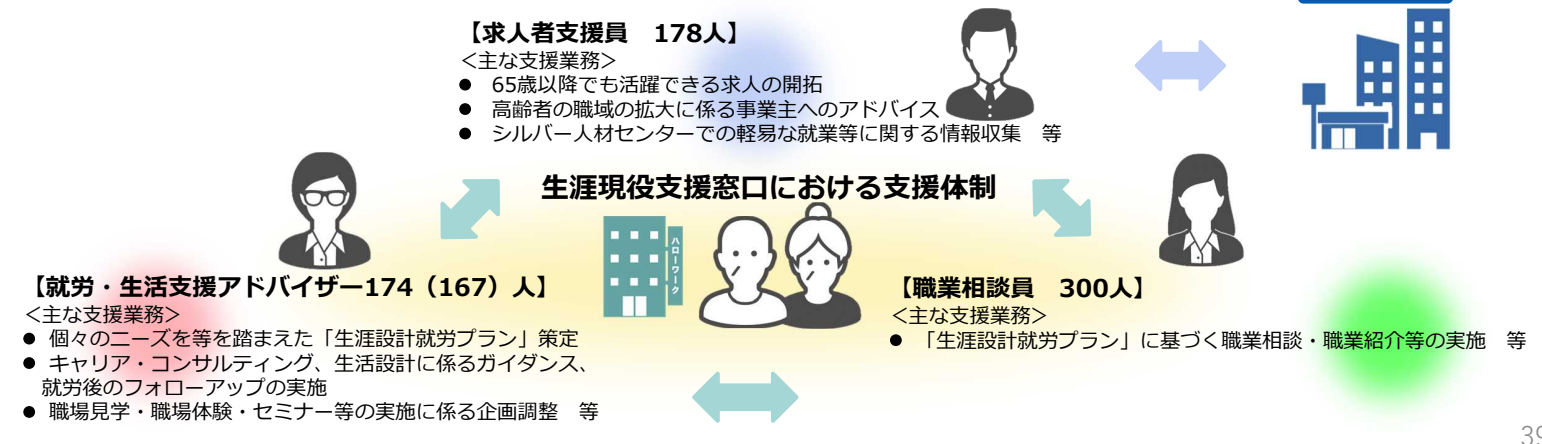 【求人者支援員　178人】
＜主な支援業務＞
● 65歳以降でも活躍できる求人の開拓
● 高齢者の職域の拡大に係る事業主へのアドバイス
● シルバー人材センターでの軽易な就業等に関する情報収集　等
生涯現役支援窓口における支援体制
ハローワーク
【就労・生活支援アドバイザー174（167）人】
＜主な支援業務＞
● 個々のニーズを等を踏まえた「生涯設計就労プラン」策定
● キャリア・コンサルティング、生活設計に係るガイダンス、
就労後のフォローアップの実施
● 職場見学・職場体験・セミナー等の実施に係る企画調整　等
【職業相談員　300人】
＜主な支援業務＞
● 「生涯設計就労プラン」に基づく職業相談・職業紹介等の実施　等
39